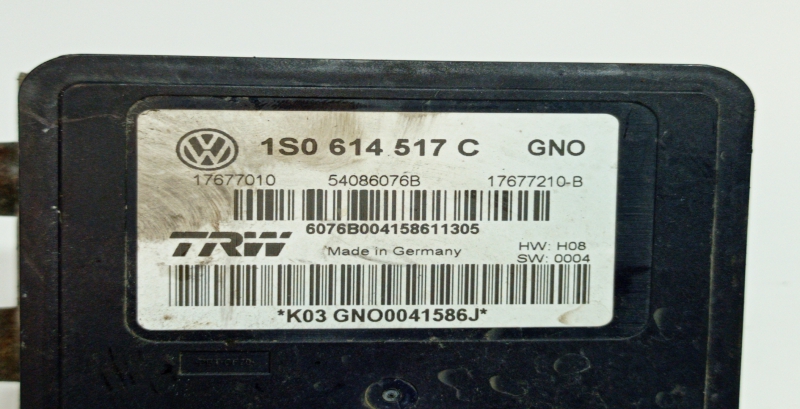 1S0 614 517 C GNO
17677010 54086076B 17677210-B
6076B004158611305
TRW Made in Germany HW: H08
SW: 0004
*K03 GNO0041586J*